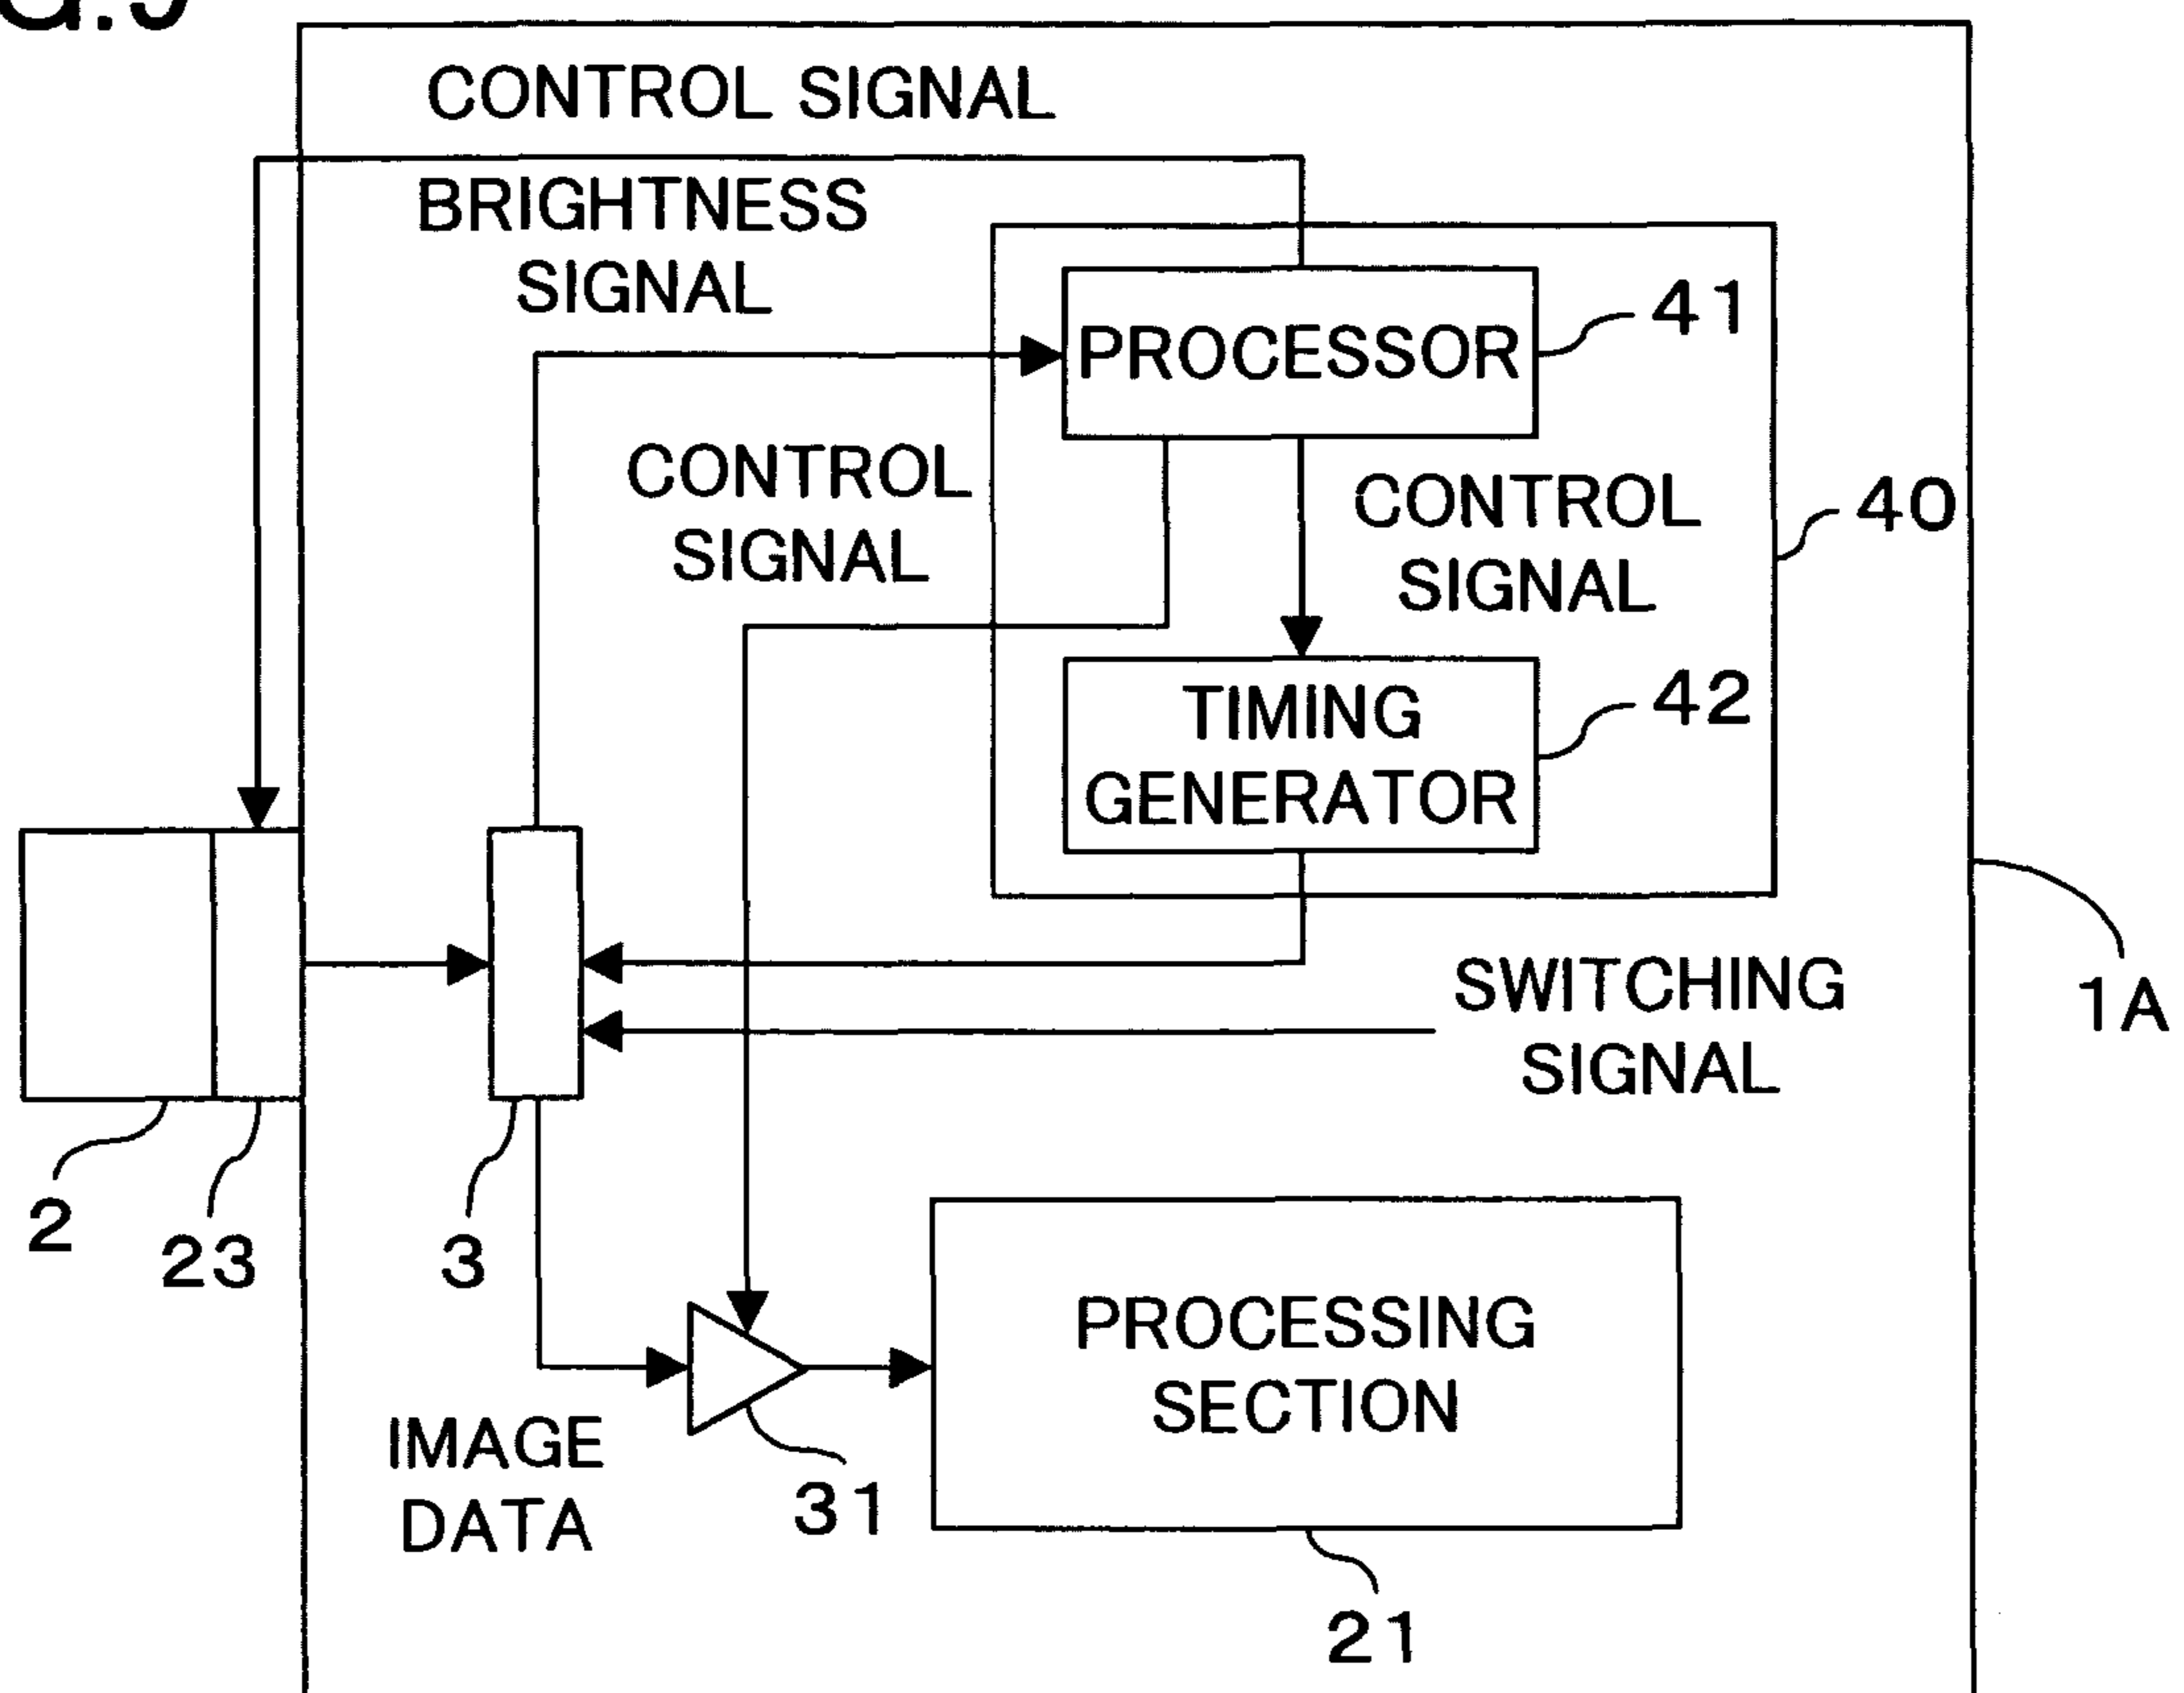 CONTROL SIGNAL
BRIGHTNESS
SIGNAL
PROCESSOR
41
CONTROL
SIGNAL
CONTROL
SIGNAL
40
TIMING
GENERATOR
42
SWITCHING
SIGNAL
1A
2
23
3
PROCESSING
SECTION
IMAGE
DATA
31
21